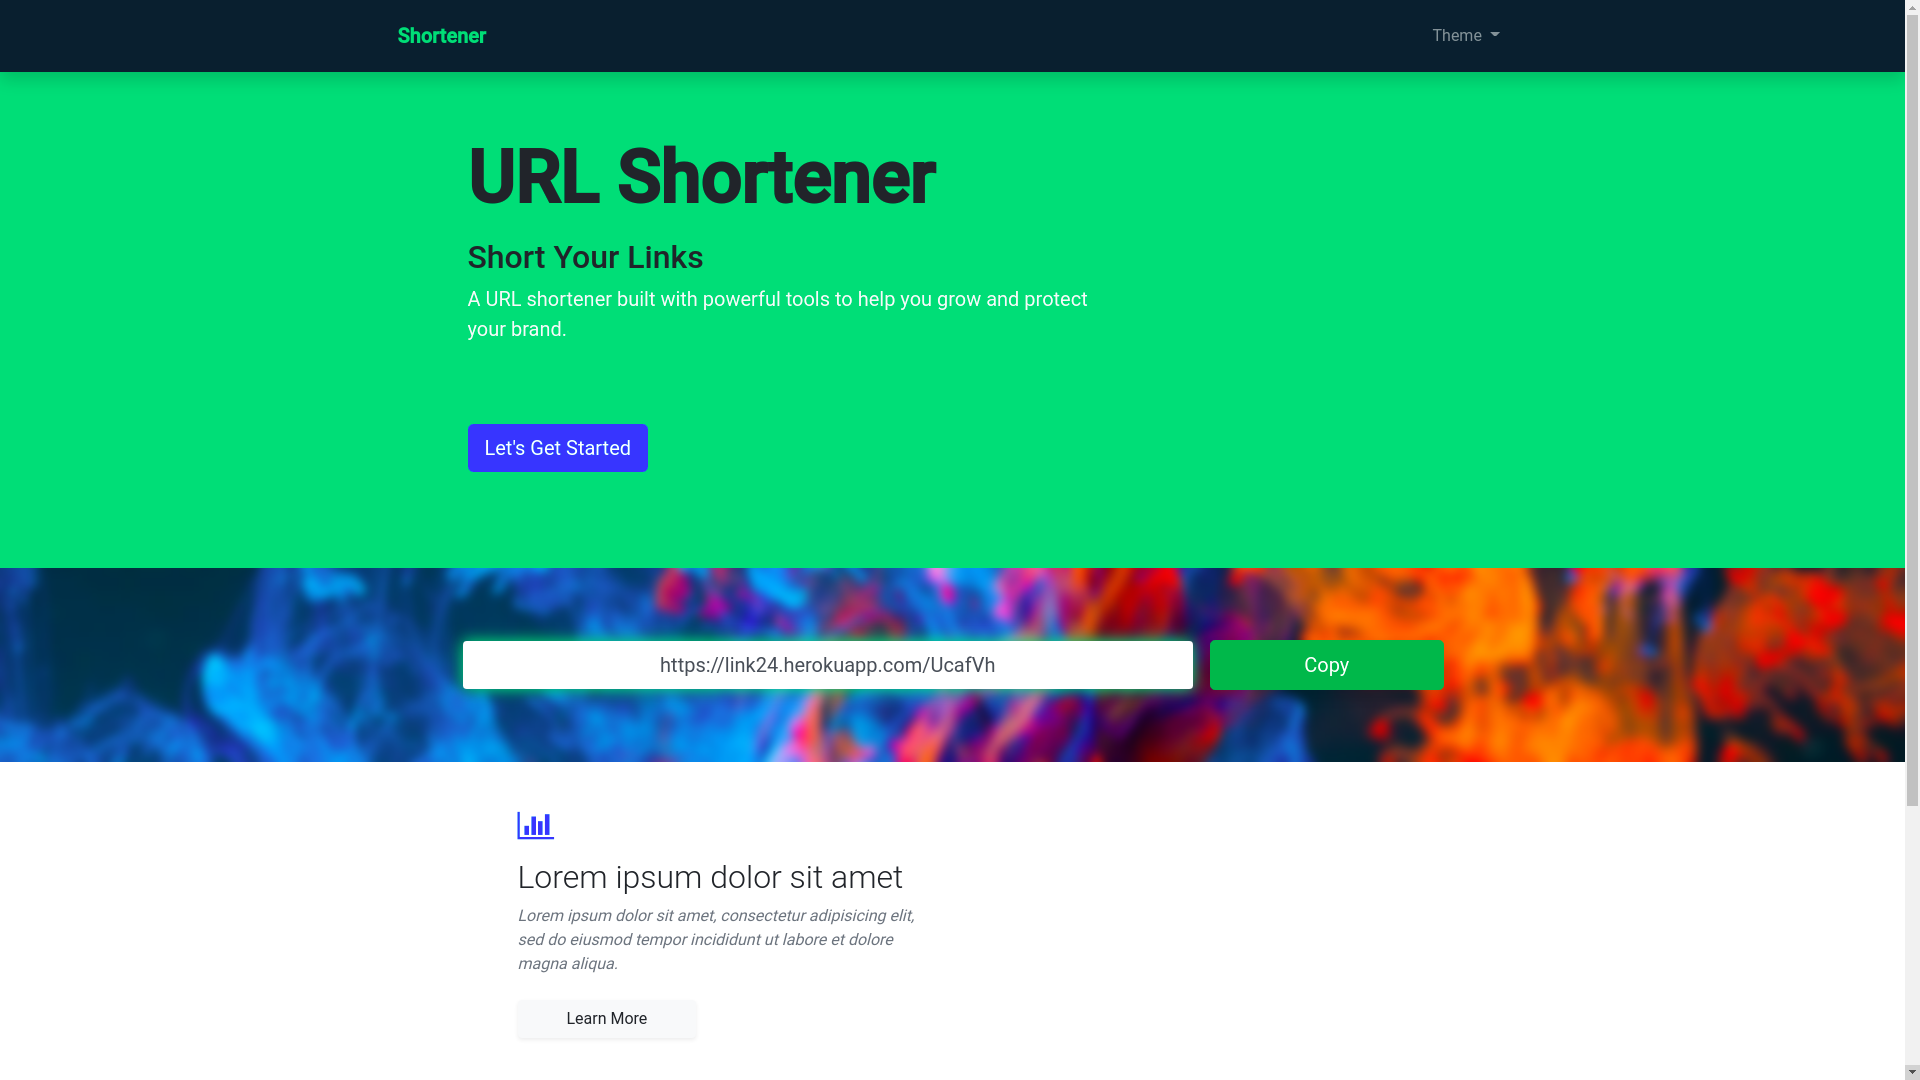 Shortener
Theme
URL Shortener
Short Your Links
A URL shortener built with powerful tools to help you grow and protect
your brand.
Let's Get Started
https://link24.herokuapp.com/UcafVh
Copy
Lorem ipsum dolor sit amet
Lorem ipsum dolor sit amet, consectetur adipisicing elit,
sed do eiusmod tempor incididunt ut labore et dolore
magna aliqua.
Learn More